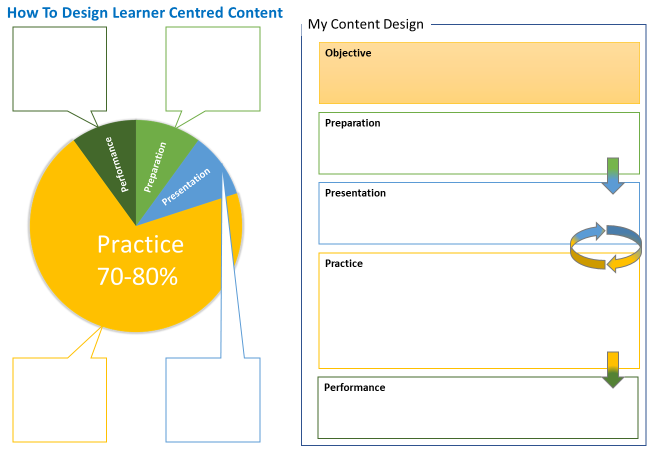 How To Design Learner Centred Content
Performance
Preparation
Presentation
Practice
70-80%
My Content Design
Objective
Preparation
Presentation
Practice
Performance